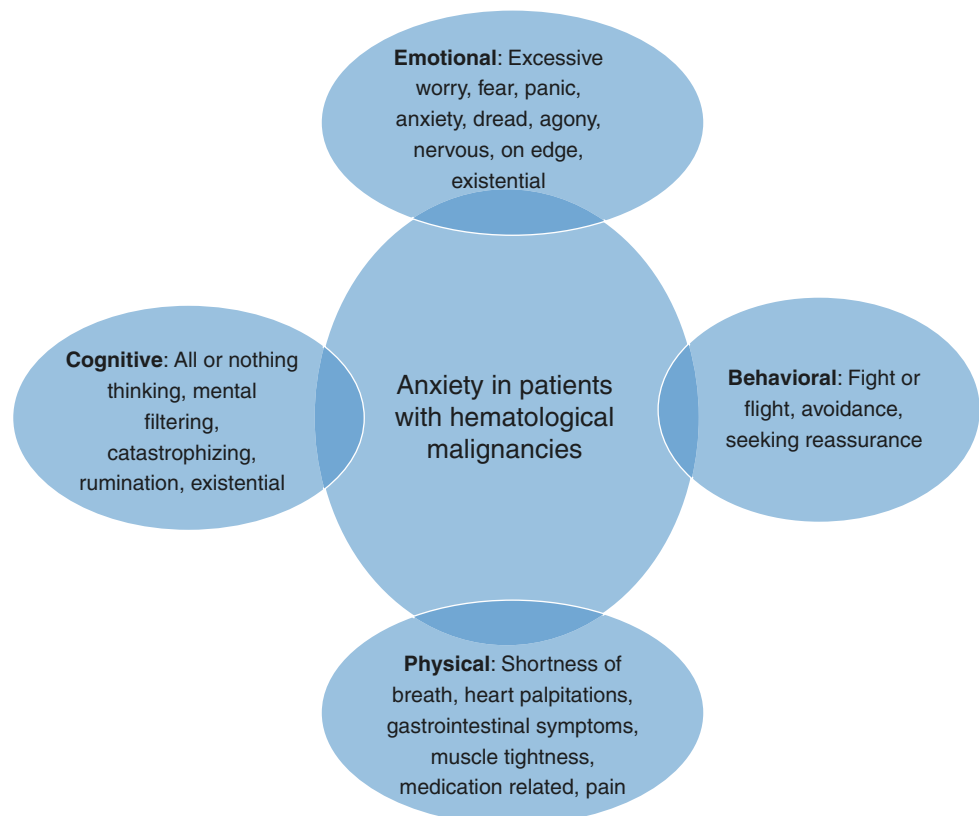 Emotional: Excessive
worry, fear, panic,
anxiety, dread, agony,
nervous, on edge,
existential
Cognitive: All or nothing
thinking, mental
filtering,
catastrophizing,
rumination, existential
Anxiety in patients
with hematological
malignancies
Behavioral: Fight or
flight, avoidance,
seeking reassurance
Physical: Shortness of
breath, heart palpitations,
gastrointestinal symptoms,
muscle tightness,
medication related, pain